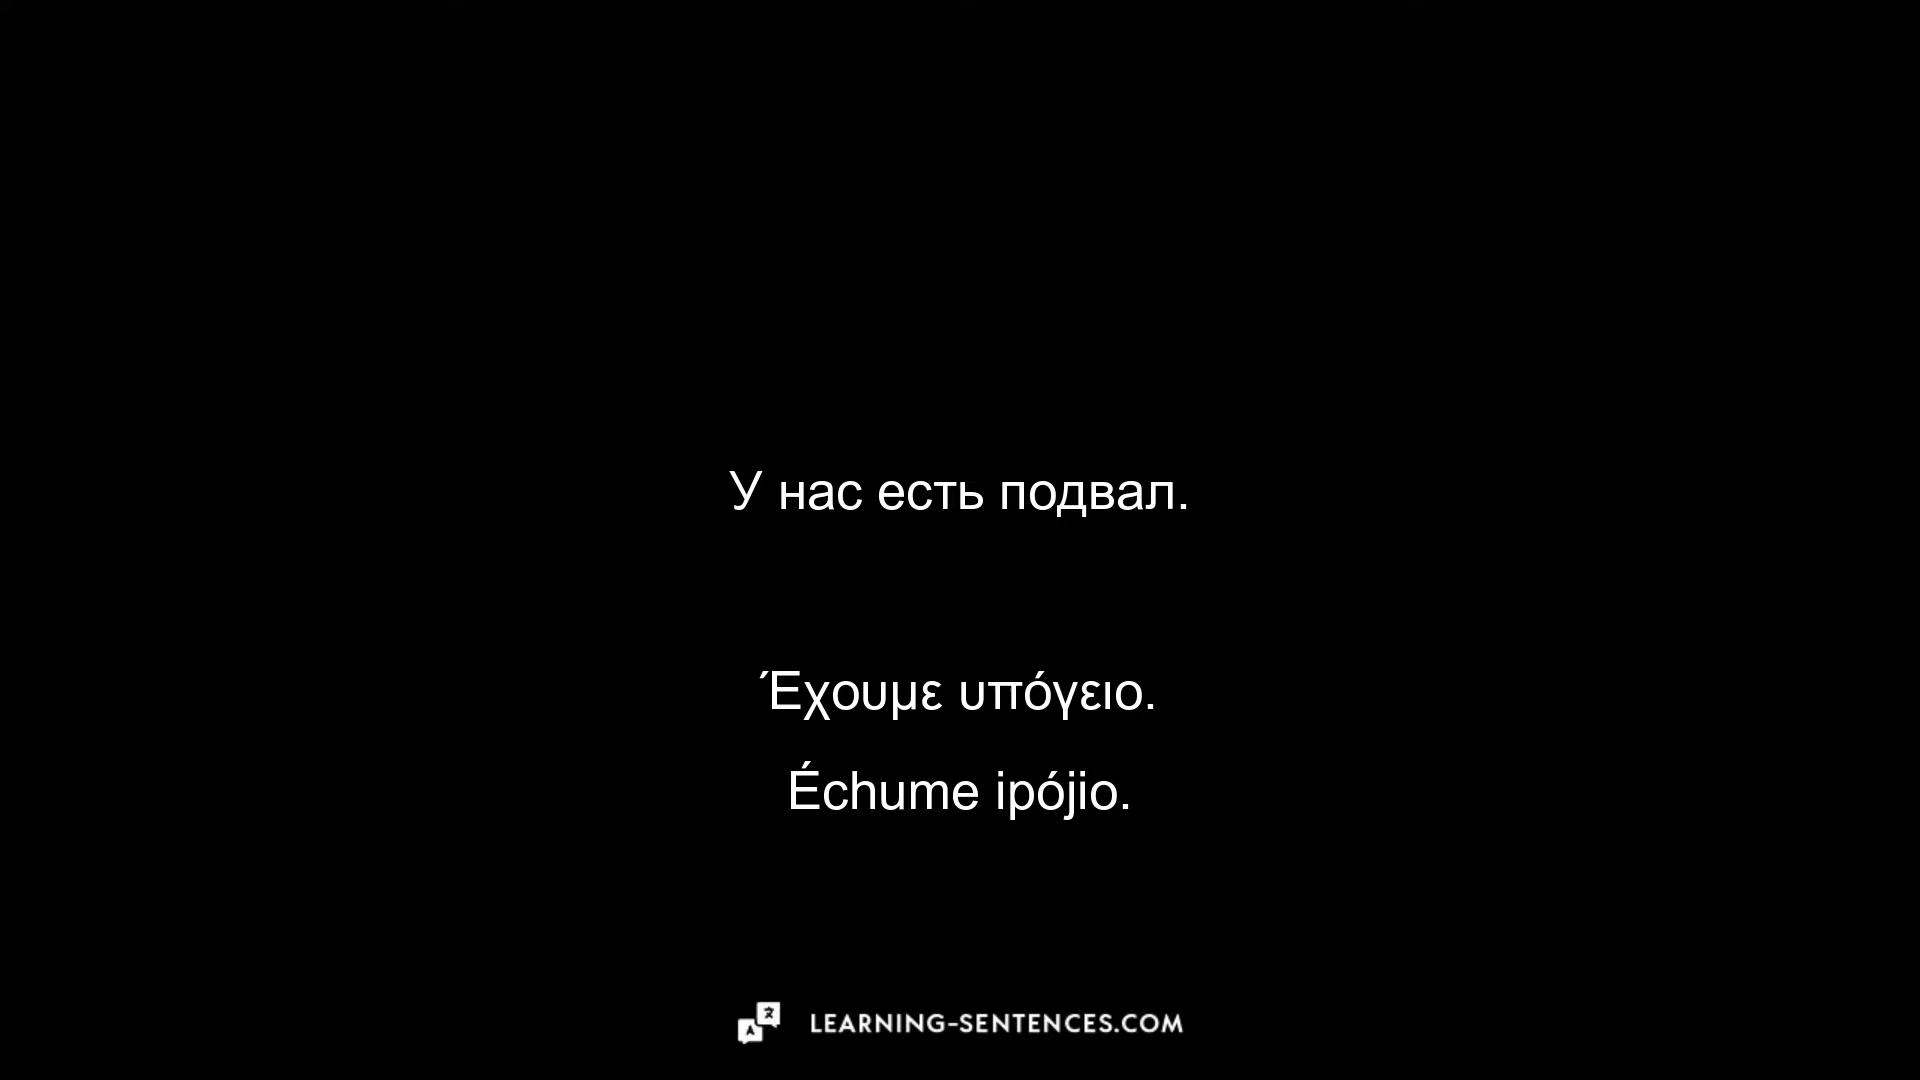 У нас есть подвал.
Έχουμε υπόγειο.
Échume ipójio.
LEARNING-SENTENCES.COM